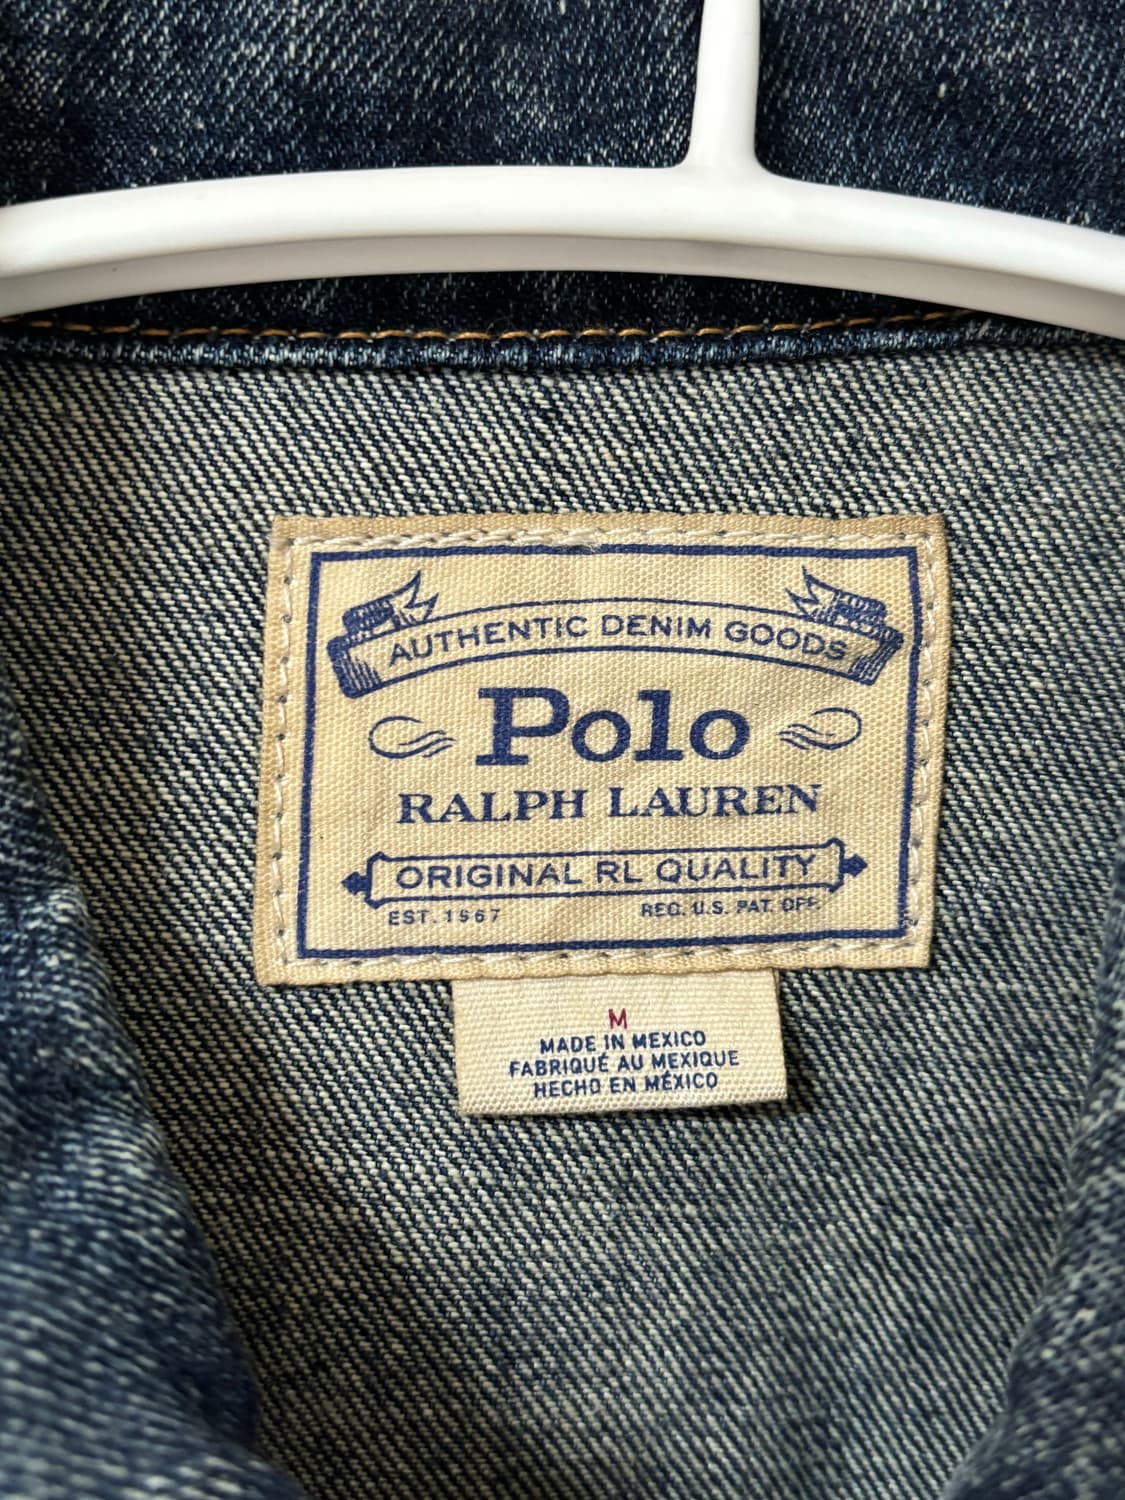 AUTHENTIC DENIM GOODS
Polo
RALPH LAUREN
ORIGINAL RL QUALITY
EST. 1967 REG. U.S. PAT. OFF.
M
MADE IN MEXICO
FABRIQUÉ AU MEXIQUE
HECHO EN MÉXICO